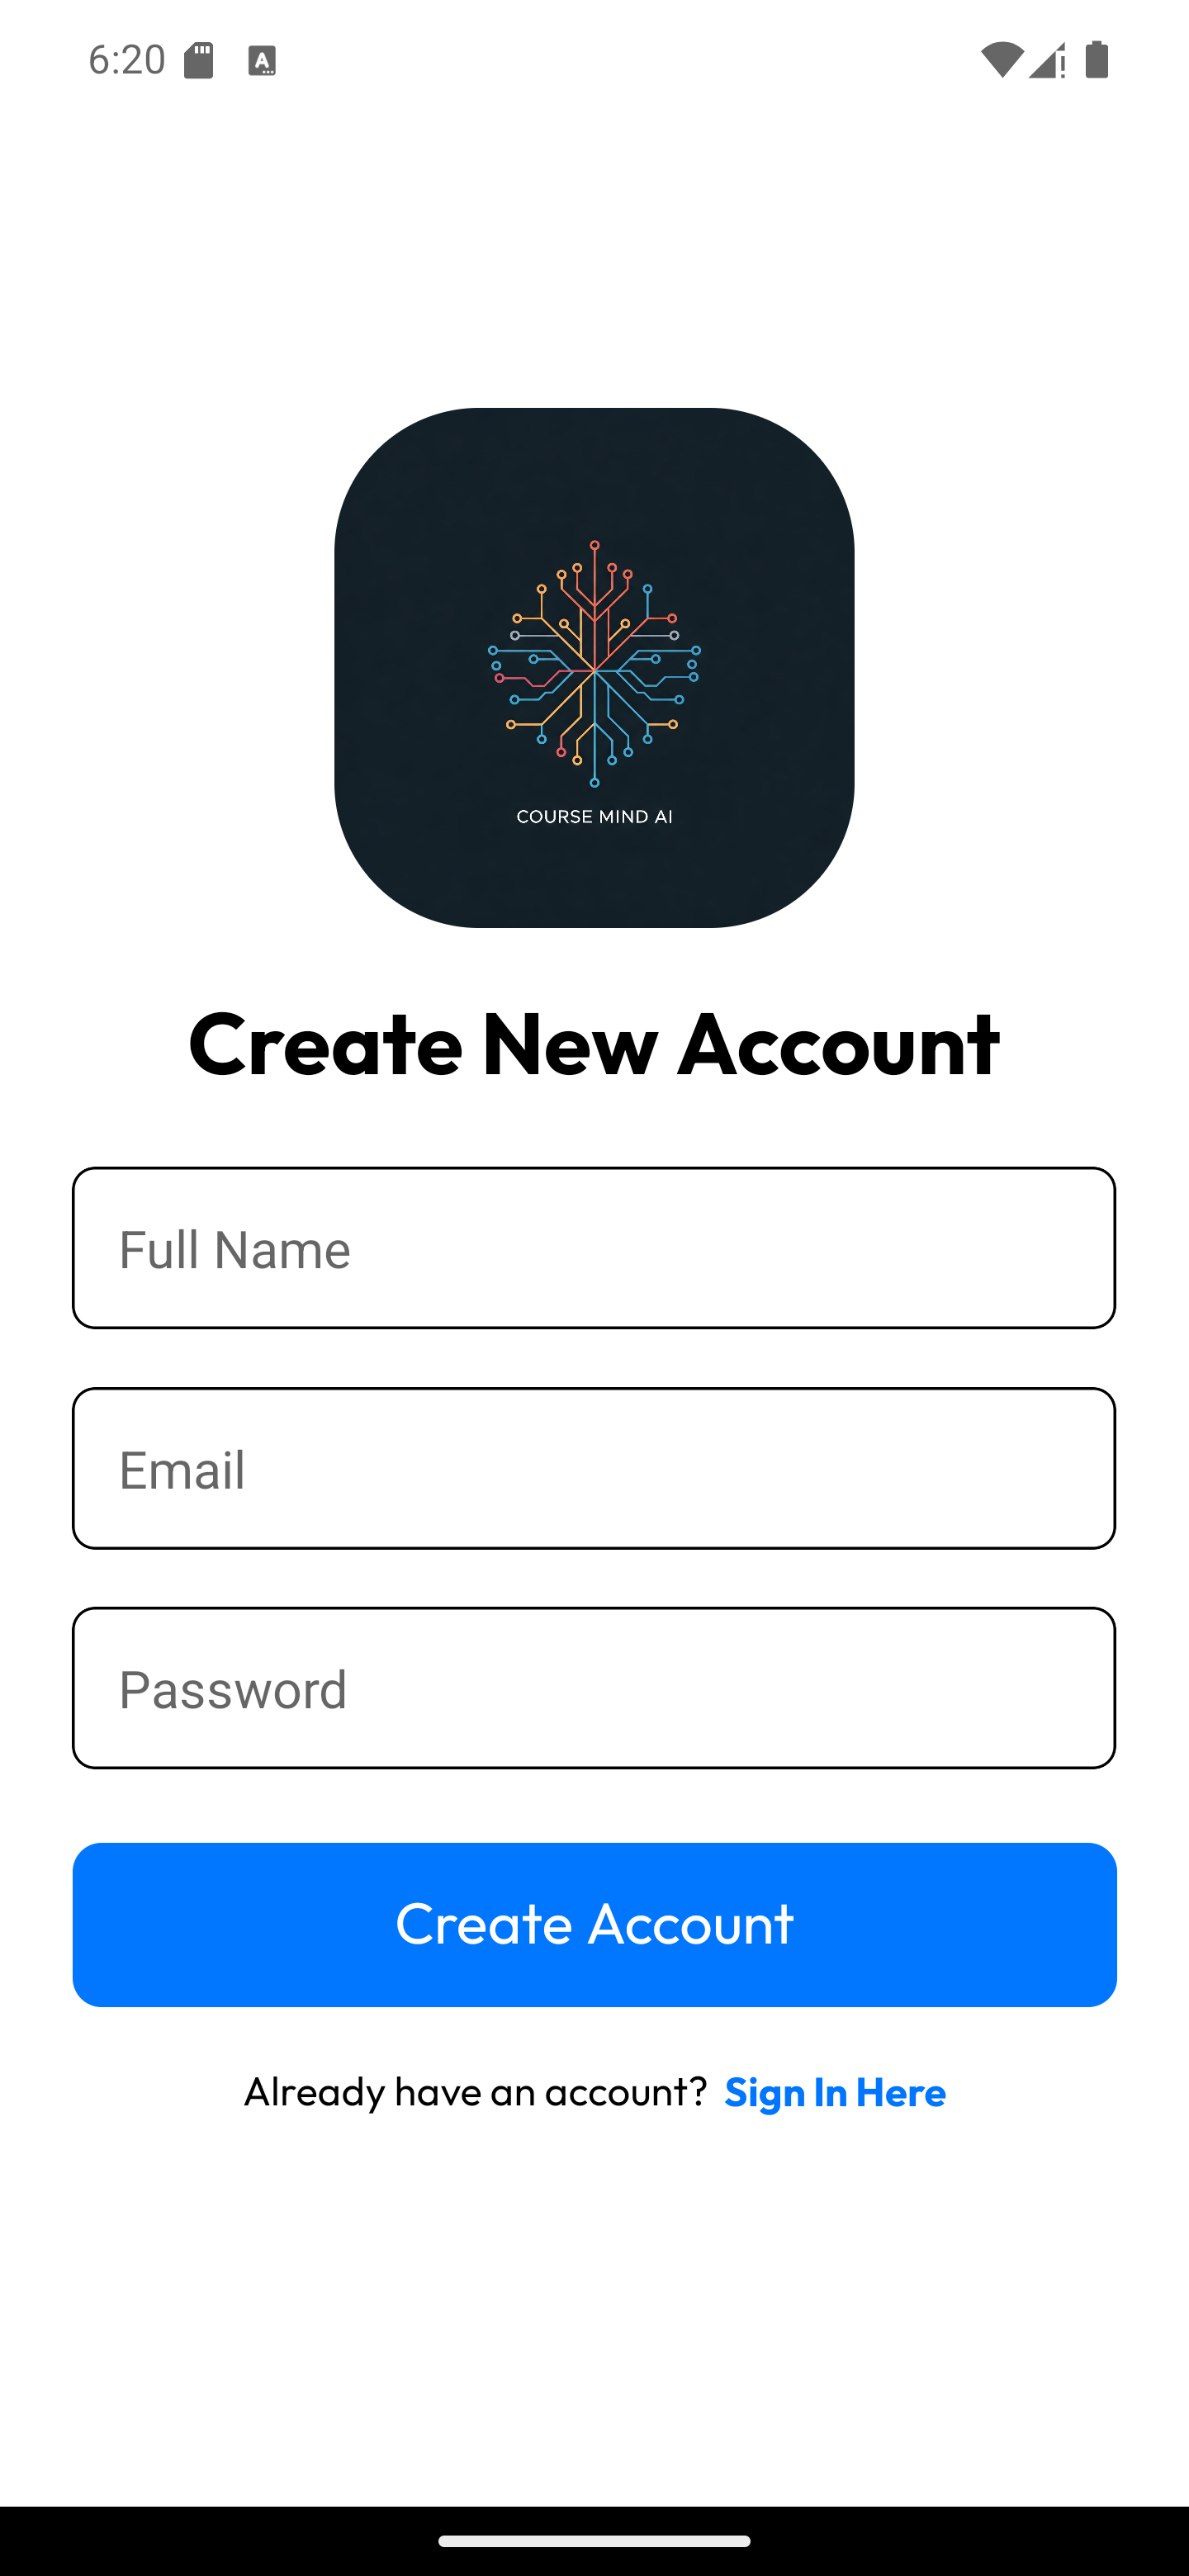 6:20
COURSE MIND AI
Create New Account
Full Name
Email
Password
Create Account
Already have an account? Sign In Here